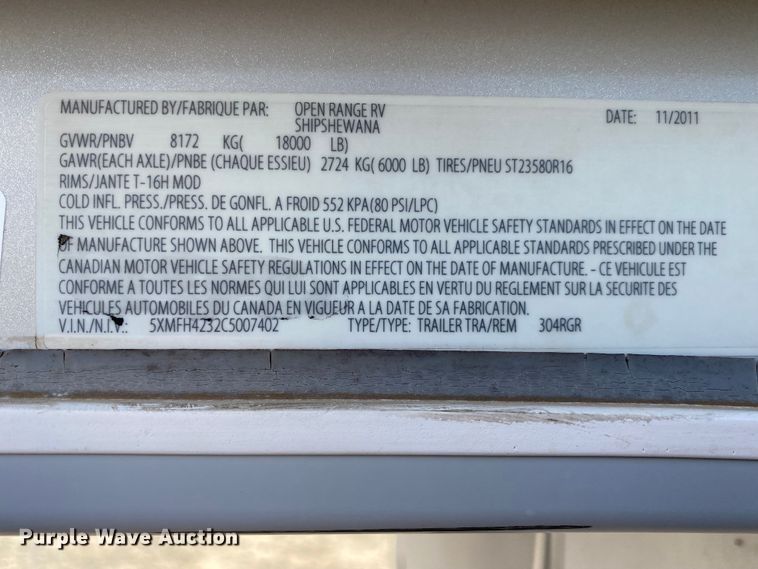 MANUFACTURED BY/FABRIQUE PAR: OPEN RANGE RV DATE: 11/2011
SHIPSHEWANA
GVWR/PNBV 8172 KG( 18000 LB)
GAWR(EACH AXLE)/PNBE (CHAQUE ESSIEU) 2724 KG( 6000 LB) TIRES/PNEU ST23580R16
RIMS/JANTE T-16H MOD
COLD INFL. PRESS./PRESS. DE GONFL. A FROID 552 KPA(80 PSI/LPC)
THIS VEHICLE CONFORMS TO ALL APPLICABLE U.S. FEDERAL MOTOR VEHICLE SAFETY STANDARDS IN EFFECT ON THE DATE
OF MANUFACTURE SHOWN ABOVE. THIS VEHICLE CONFORMS TO ALL APPLICABLE STANDARDS PRESCRIBED UNDER THE
CANADIAN MOTOR VEHICLE SAFETY REGULATIONS IN EFFECT ON THE DATE OF MANUFACTURE. - CE VEHICULE EST
CONFORME A TOUTES LES NORMES QUI LUI SONT APPLICABLES EN VERTU DU REGLEMENT SUR LA SECURITE DES
VEHICULES AUTOMOBILES DU CANADA EN VIGUEUR A LA DATE DE SA FABRICATION.
V.I.N./N.I.V.: 5XMFH4232C5007402 TYPE/TYPE: TRAILER TRA/REM 304RGR
Purple Wave Auction